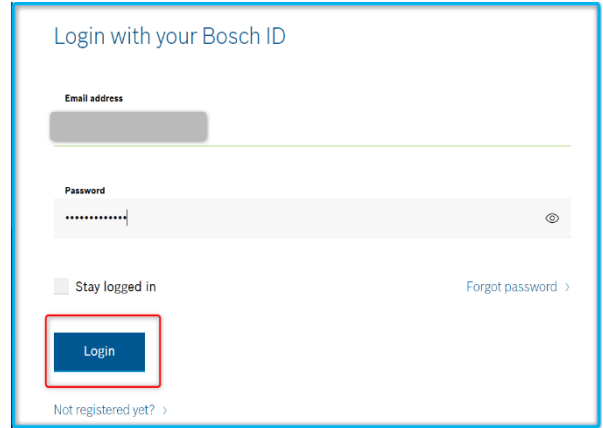 Login with your Bosch ID
Email address
Password
•••••••••••••
Stay logged in
Forgot password >
Login
Not registered yet? >